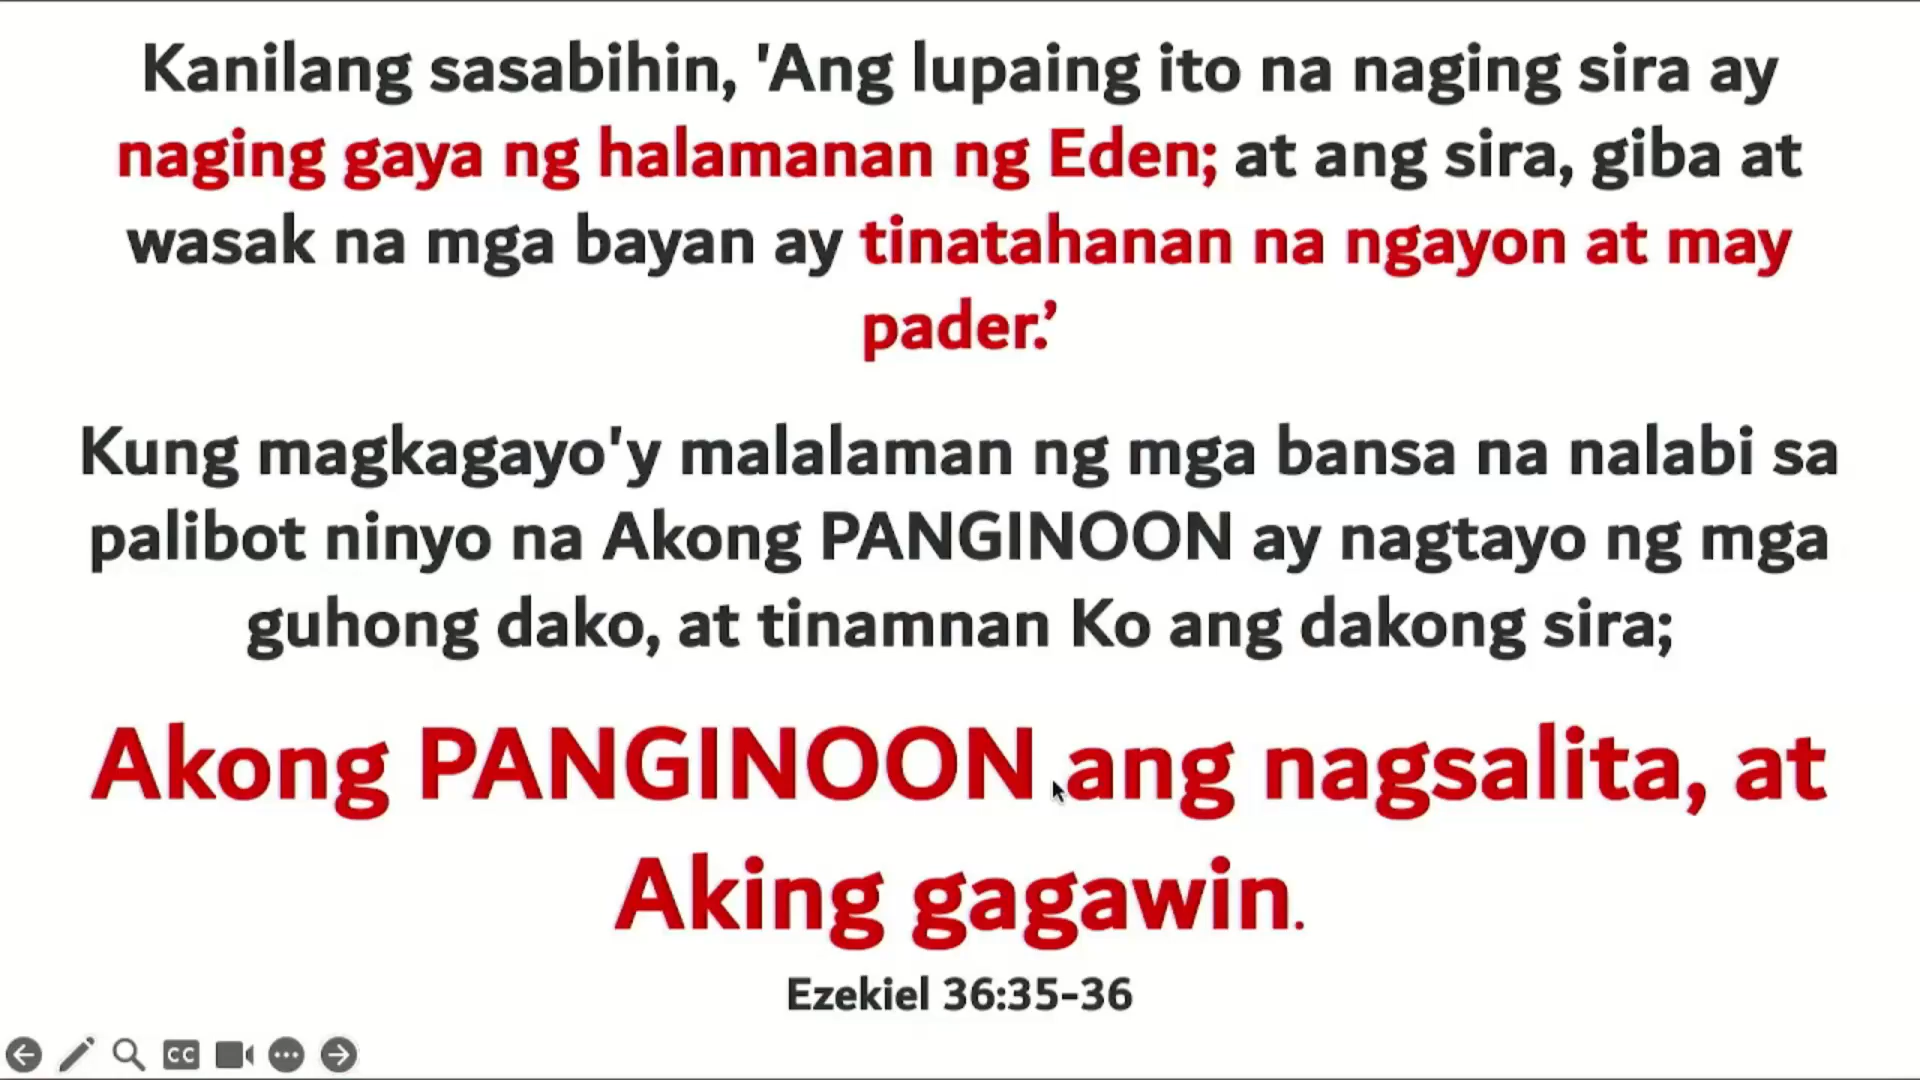 Kanilang sasabihin, 'Ang lupaing ito na naging sira ay
naging gaya ng halamanan ng Eden; at ang sira, giba at
wasak na mga bayan ay tinatahanan na ngayon at may
pader.’
Kung magkagayo'y malalaman ng mga bansa na nalabi sa
palibot ninyo na Akong PANGINOON ay nagtayo ng mga
guhong dako, at tinamnan Ko ang dakong sira;
Akong PANGINOON ang nagsalita, at
Aking gagawin.
Ezekiel 36:35-36
CC